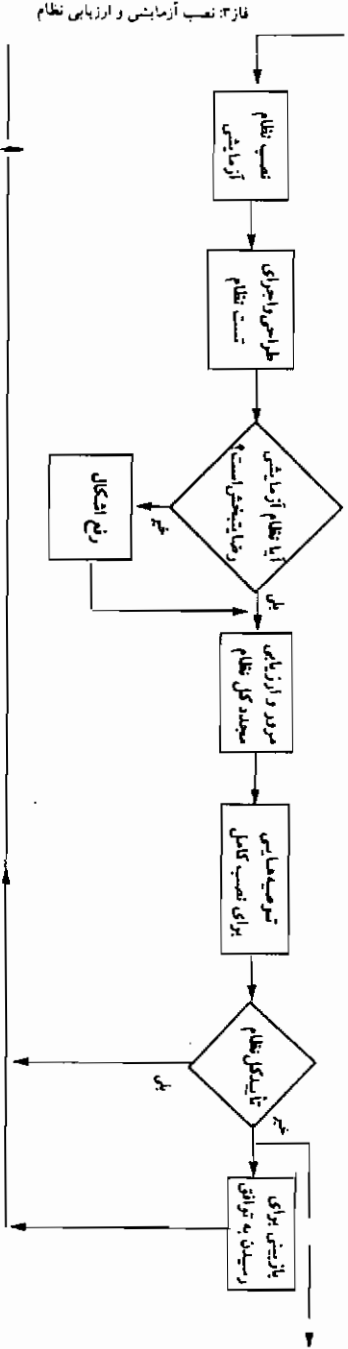 فاز۳: نصب آزمایشی و ارزیابی نظام
نصب نظام
آزمایشی
طراحی و اجرای
تست نظام
آیا نظام آزمایشی
رضایتبخش است؟
خیر
بلی
رفع اشکال
مرور و ارزیابی
مجدد کل نظام
توصیه‌هایی
برای نصب کامل
تأیید کل نظام
خیر
بلی
بازبینی برای
رسیدن به توافق